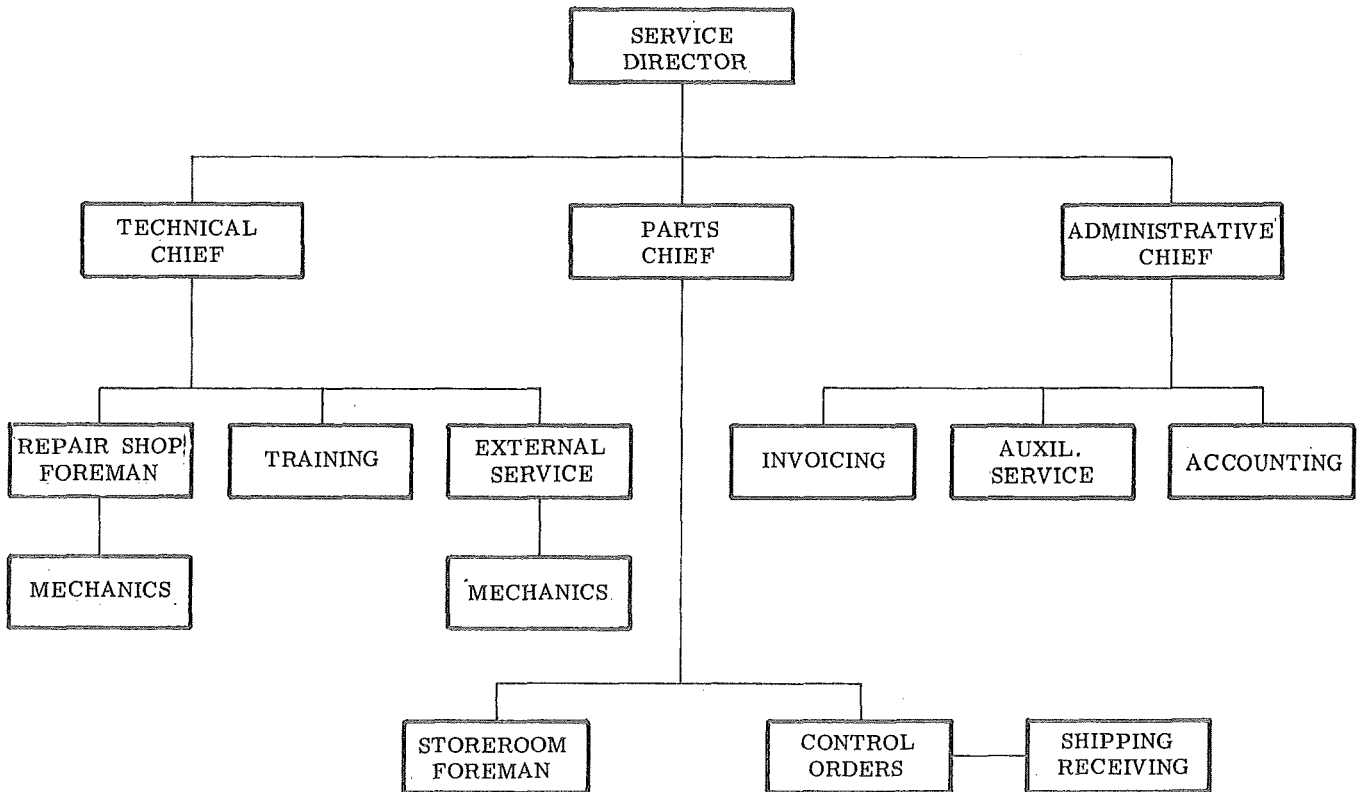 SERVICE
DIRECTOR
TECHNICAL
CHIEF
PARTS
CHIEF
ADMINISTRATIVE
CHIEF
REPAIR SHOP
FOREMAN
TRAINING
EXTERNAL
SERVICE
INVOICING
AUXIL.
SERVICE
ACCOUNTING
MECHANICS
MECHANICS
STOREROOM
FOREMAN
CONTROL
ORDERS
SHIPPING
RECEIVING